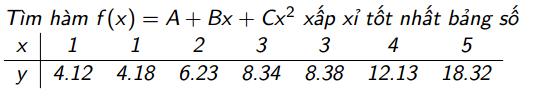 Tìm hàm f(x) = A + Bx + Cx² xấp xỉ tốt nhất bảng số
x 1 1 2 3 3 4 5
y 4.12 4.18 6.23 8.34 8.38 12.13 18.32